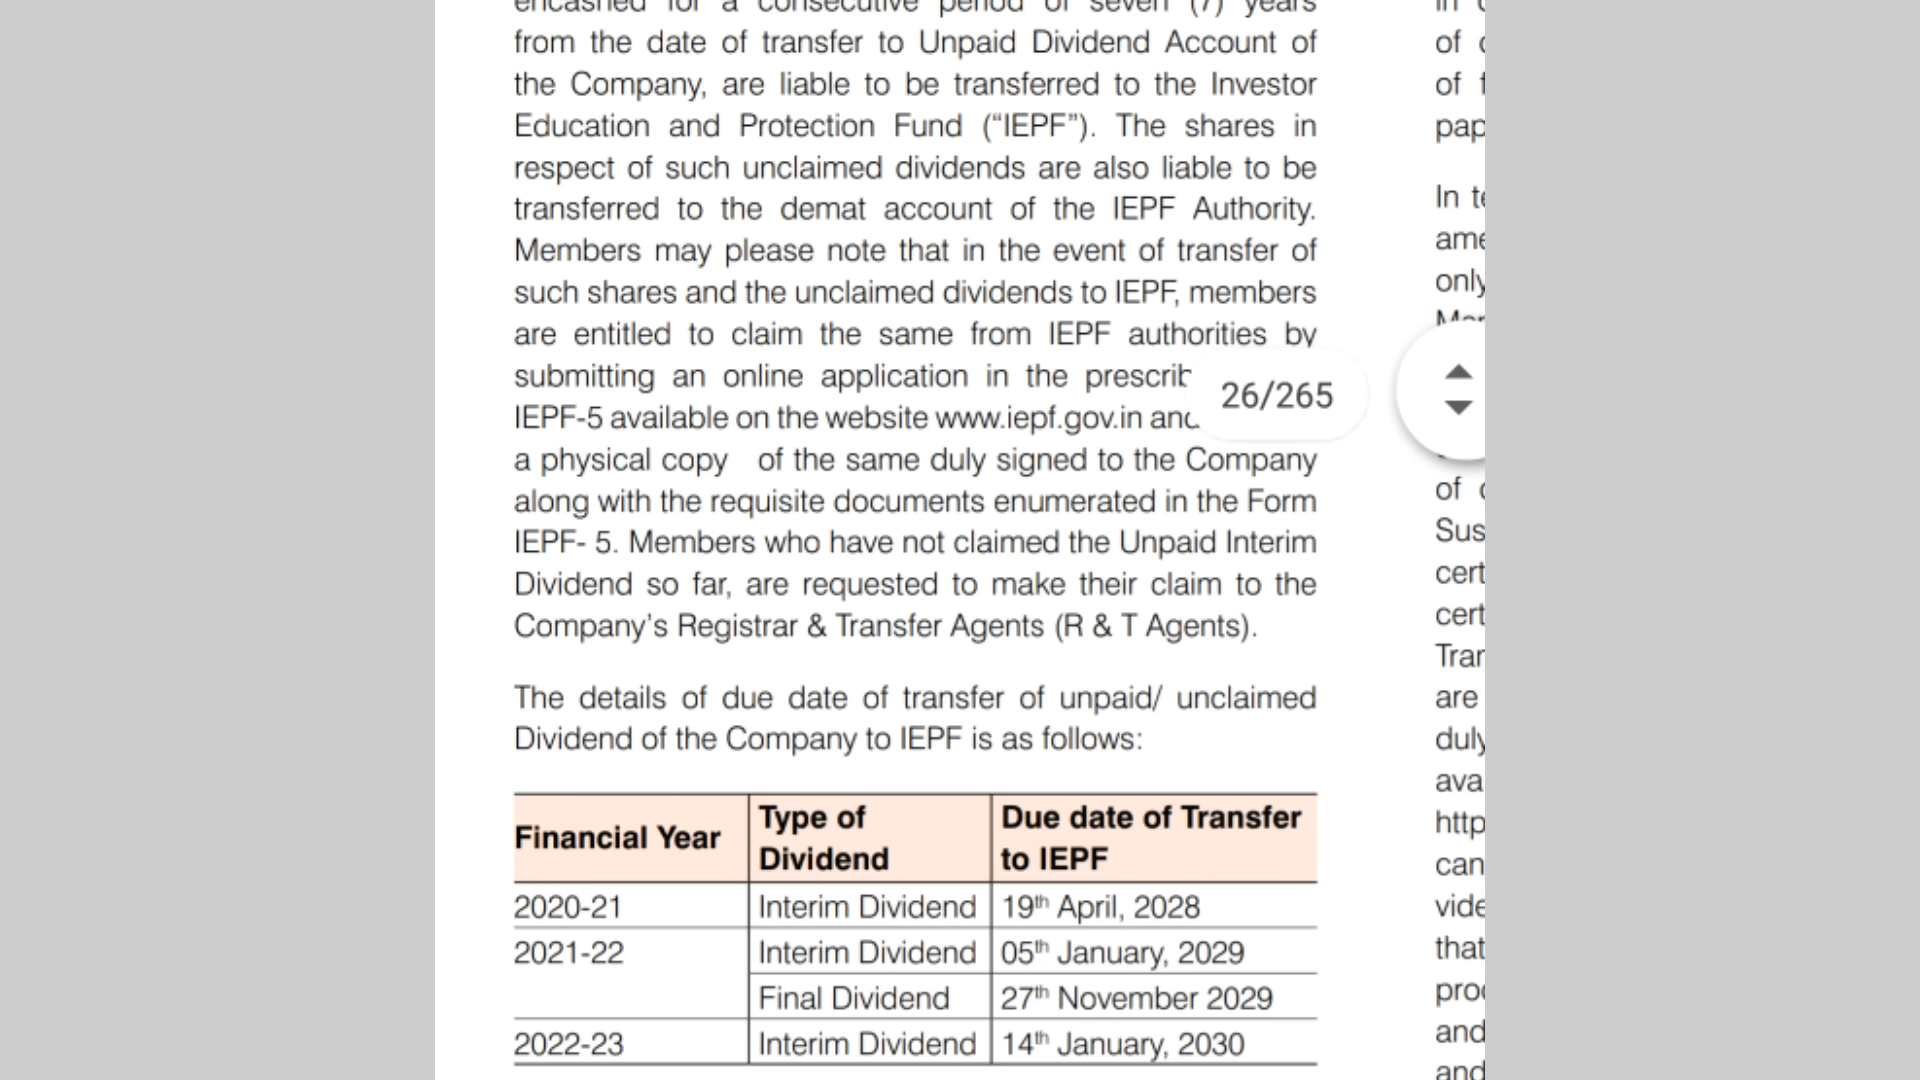 encashed for a consecutive period of seven (7) years
from the date of transfer to Unpaid Dividend Account of
the Company, are liable to be transferred to the Investor
Education and Protection Fund (“IEPF”). The shares in
respect of such unclaimed dividends are also liable to be
transferred to the demat account of the IEPF Authority.
Members may please note that in the event of transfer of
such shares and the unclaimed dividends to IEPF, members
are entitled to claim the same from IEPF authorities by
submitting an online application in the
IEPF-5 available on the website www.iepf.gov.in
a physical copy of the same duly signed to the Company
along with the requisite documents enumerated in the Form
IEPF- 5. Members who have not claimed the Unpaid Interim
Dividend so far, are requested to make their claim to the
Company's Registrar & Transfer Agents (R & T Agents).
The details of due date of transfer of unpaid/ unclaimed
Dividend of the Company to IEPF is as follows:
Financial Year Type of Dividend Due date of Transfer to IEPF
2020-21 Interim Dividend 19th April, 2028
2021-22 Interim Dividend 05th January, 2029
Final Dividend 27th November 2029
2022-23 Interim Dividend 14th January, 2030
26/265
of
of
In
only
of
are
duly
can
that
and
and